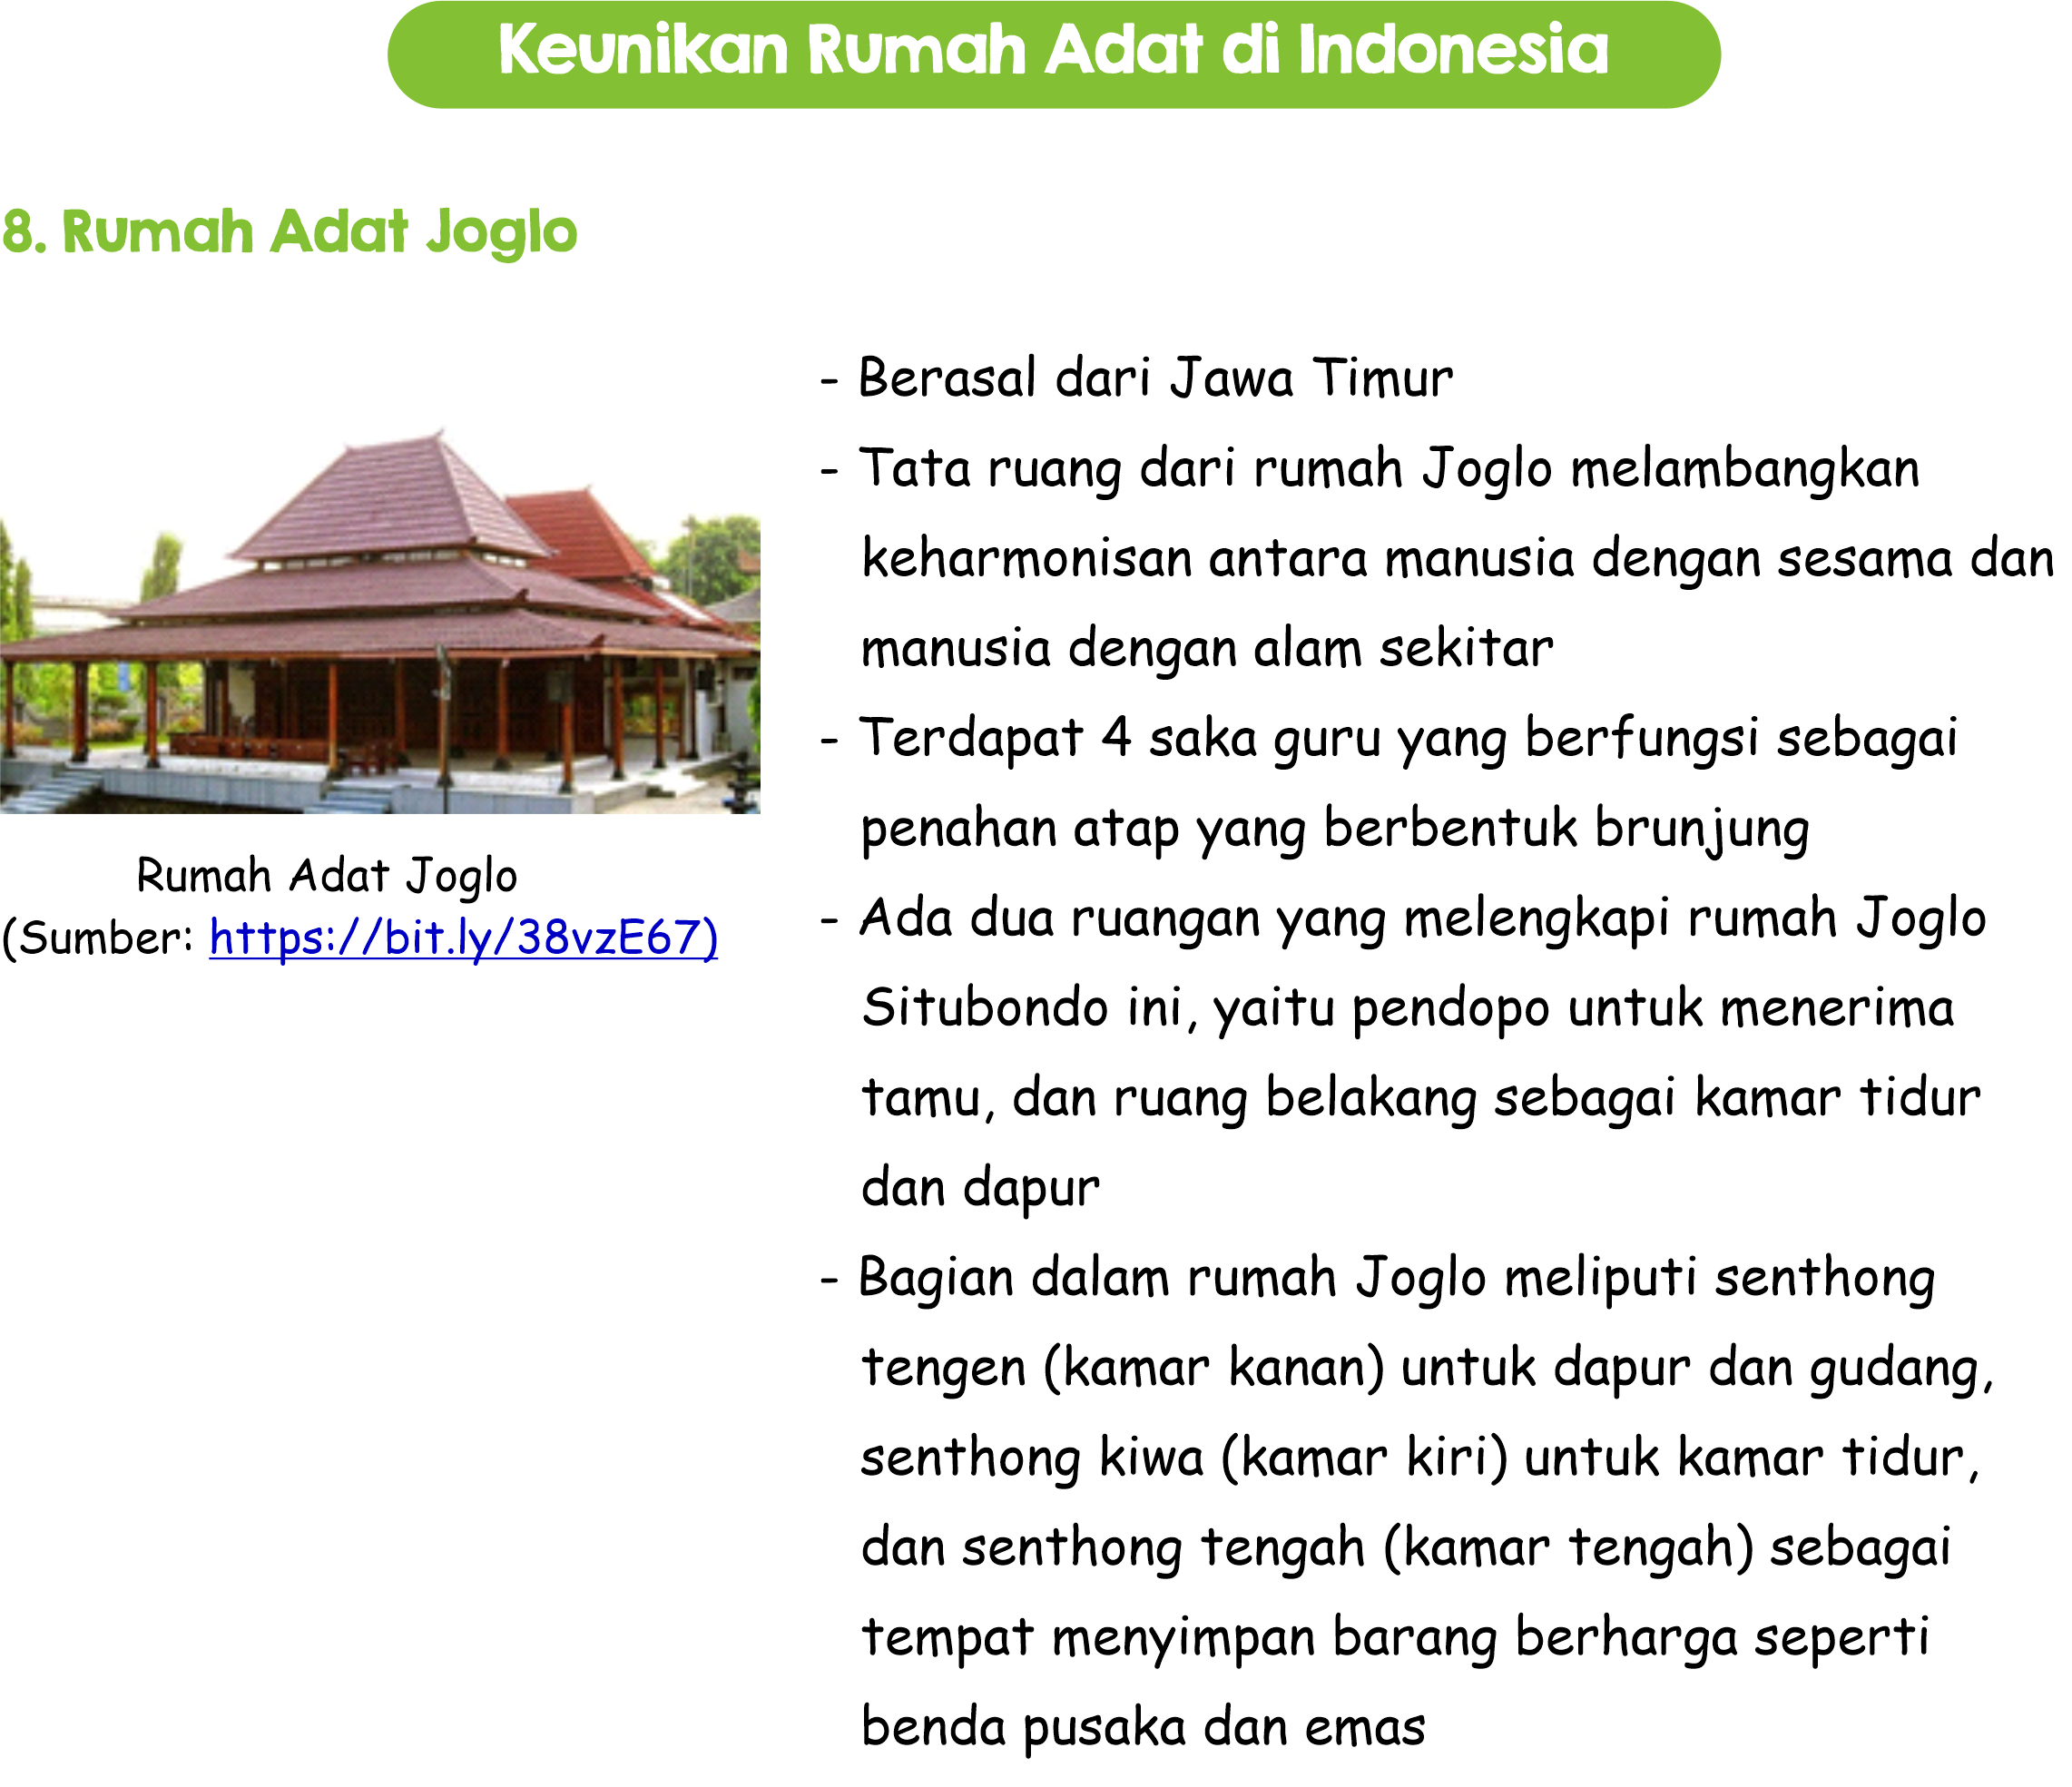 Keunikan Rumah Adat di Indonesia
8. Rumah Adat Joglo
Rumah Adat Joglo
(Sumber: https://bit.ly/38vzE67)
- Berasal dari Jawa Timur
- Tata ruang dari rumah Joglo melambangkan
keharmonisan antara manusia dengan sesama dan
manusia dengan alam sekitar
- Terdapat 4 saka guru yang berfungsi sebagai
penahan atap yang berbentuk brunjung
- Ada dua ruangan yang melengkapi rumah Joglo
Situbondo ini, yaitu pendopo untuk menerima
tamu, dan ruang belakang sebagai kamar tidur
dan dapur
- Bagian dalam rumah Joglo meliputi senthong
tengen (kamar kanan) untuk dapur dan gudang,
senthong kiwa (kamar kiri) untuk kamar tidur,
dan senthong tengah (kamar tengah) sebagai
tempat menyimpan barang berharga seperti
benda pusaka dan emas